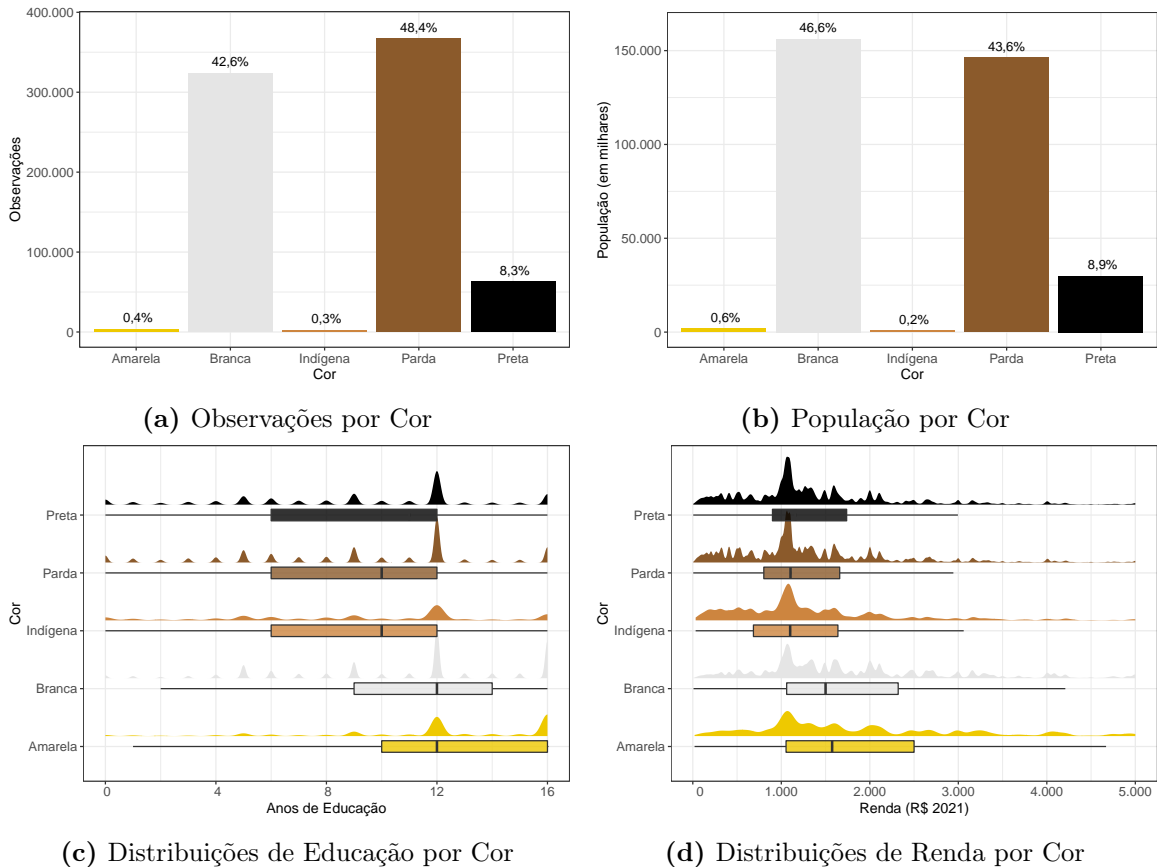 400.000
300.000
200.000
100.000
0
Observações
0,4%
42,6%
0,3%
48,4%
8,3%
Amarela Branca Indígena Parda Preta
Cor
(a) Observações por Cor
150.000
100.000
50.000
0
População (em milhares)
0,6%
46,6%
0,2%
43,6%
8,9%
Amarela Branca Indígena Parda Preta
Cor
(b) População por Cor
Cor
Preta
Parda
Indígena
Branca
Amarela
0 4 8 12 16
Anos de Educação
(c) Distribuições de Educação por Cor
Cor
Preta
Parda
Indígena
Branca
Amarela
0 1.000 2.000 3.000 4.000 5.000
Renda (R$ 2021)
(d) Distribuições de Renda por Cor